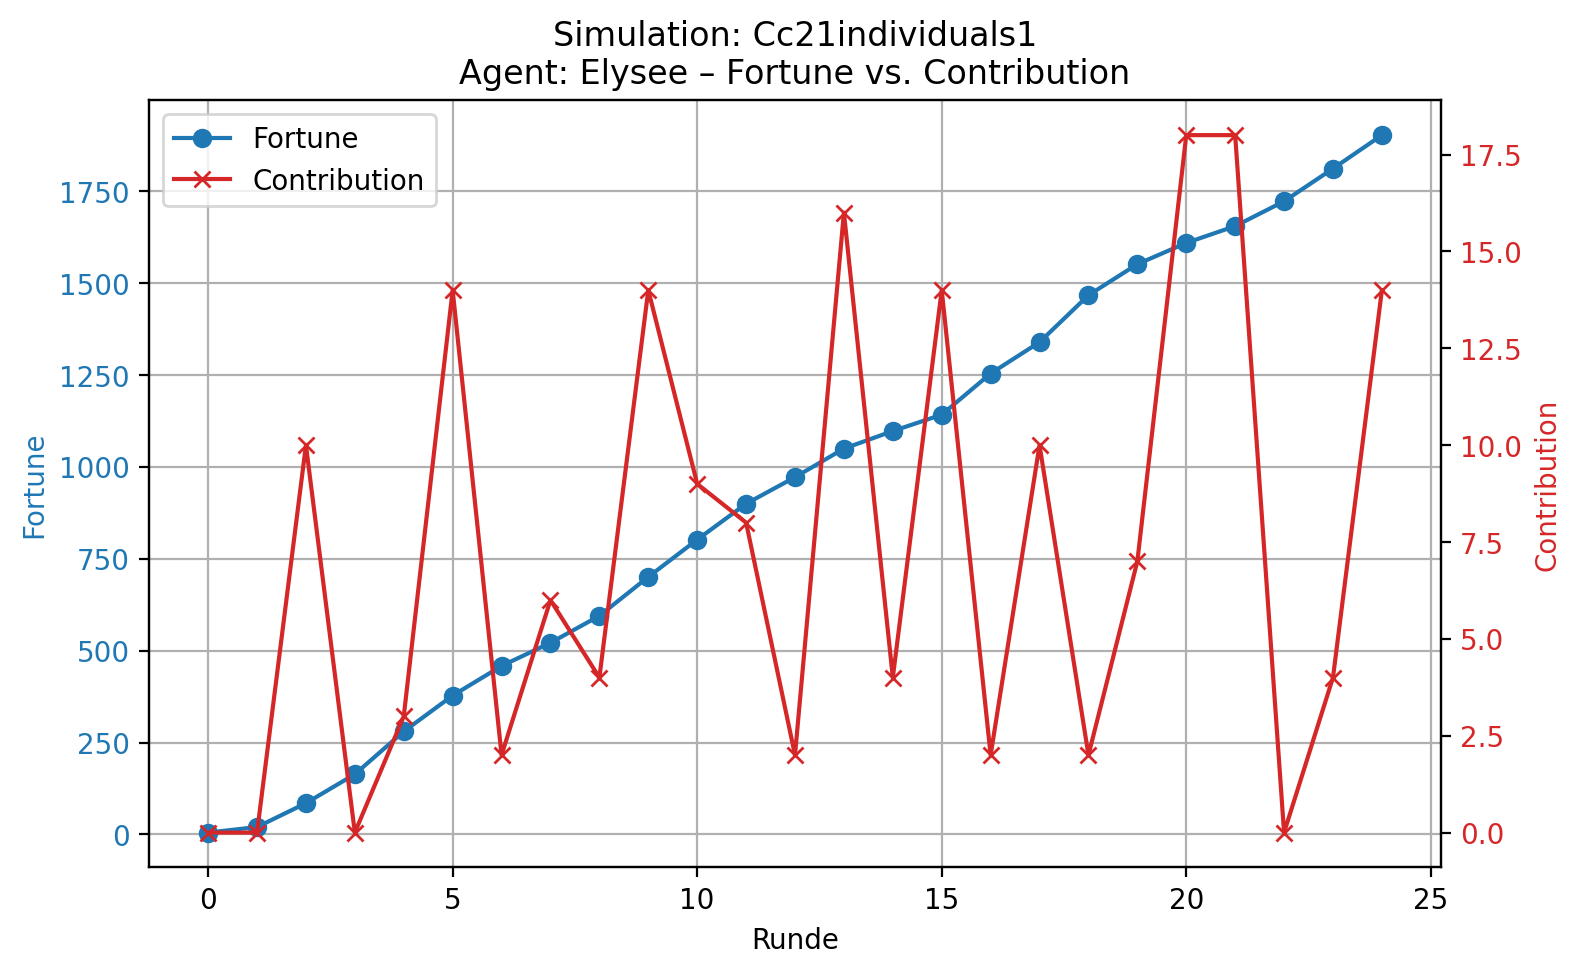 Simulation: Cc21individuals1
Agent: Elysee – Fortune vs. Contribution
Fortune
Contribution
1750
1500
1250
1000
750
500
250
0
Fortune
17.5
15.0
12.5
10.0
7.5
5.0
2.5
0.0
Contribution
0 5 10 15 20 25
Runde